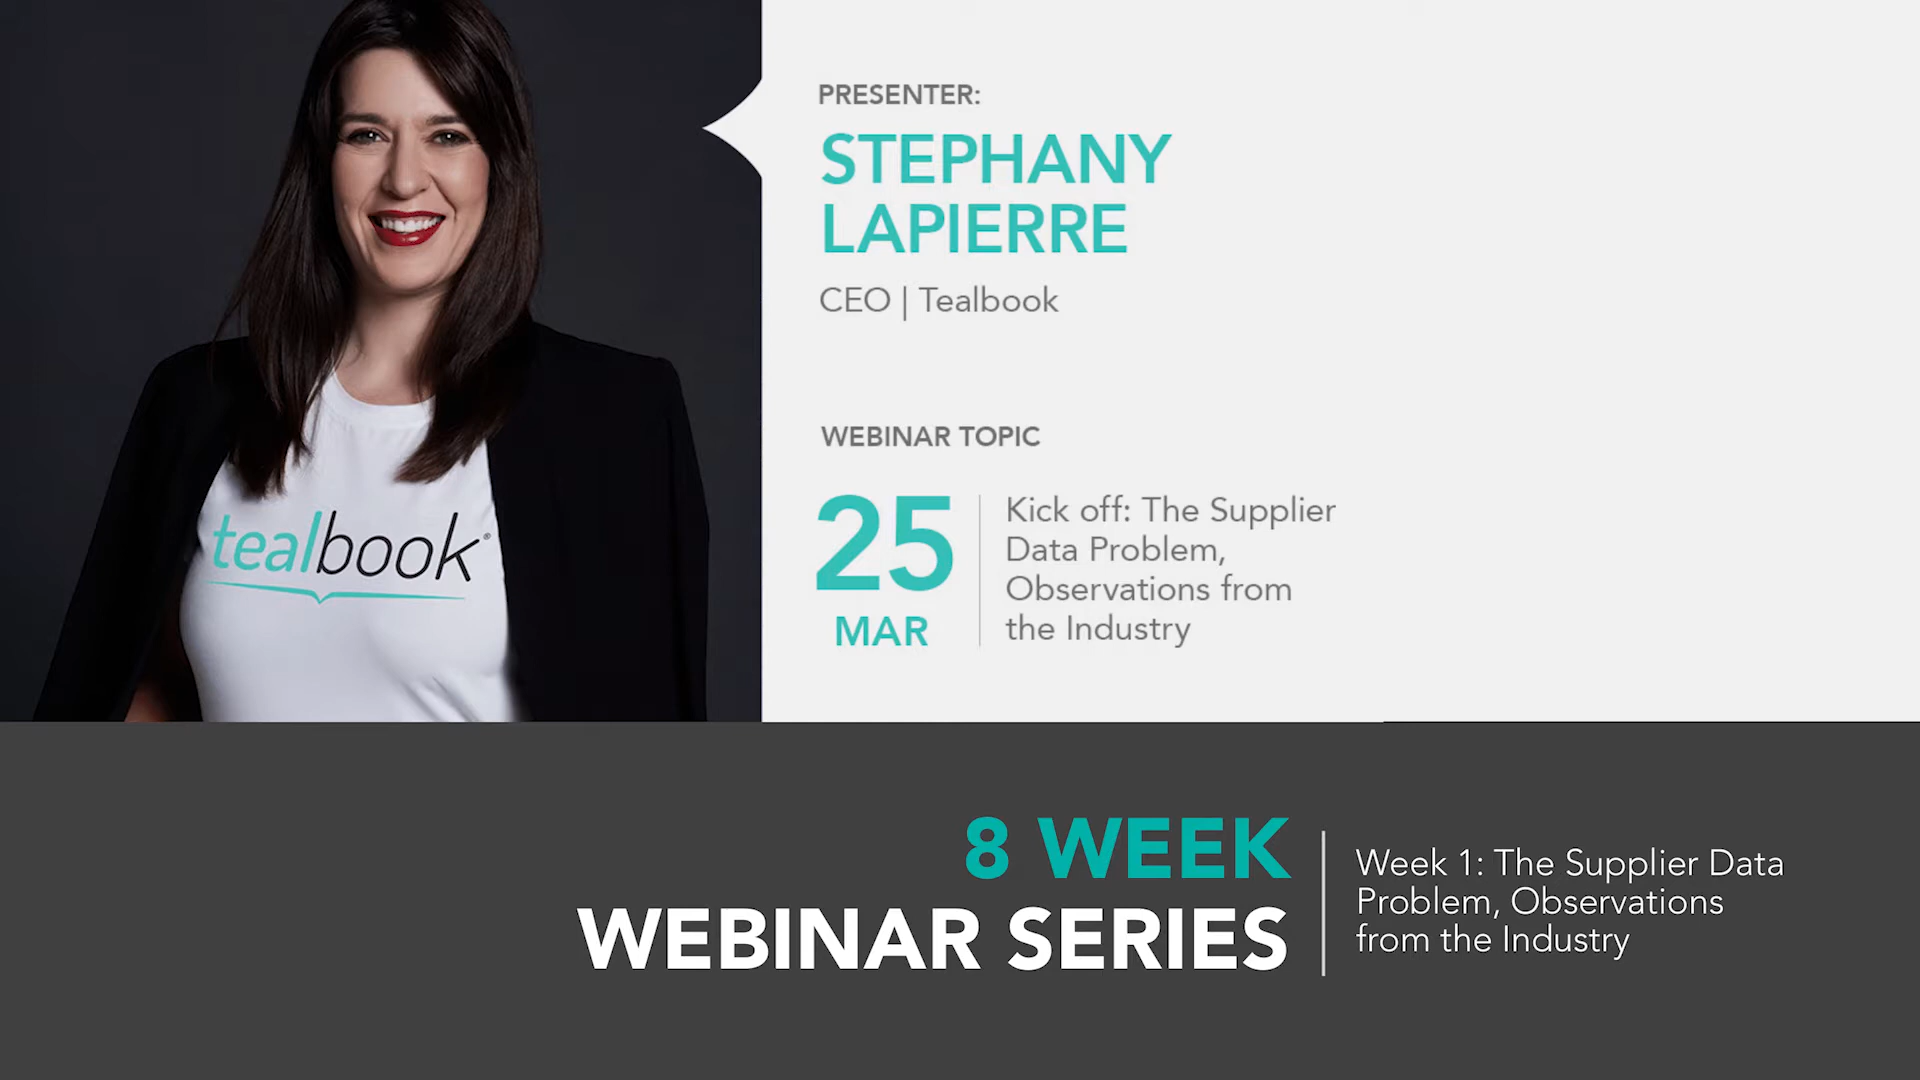 PRESENTER:
STEPHANY
LAPIERRE
CEO | Tealbook
tealbook®
WEBINAR TOPIC
25
MAR
Kick off: The Supplier
Data Problem,
Observations from
the Industry
8 WEEK
WEBINAR SERIES
Week 1: The Supplier Data
Problem, Observations
from the Industry